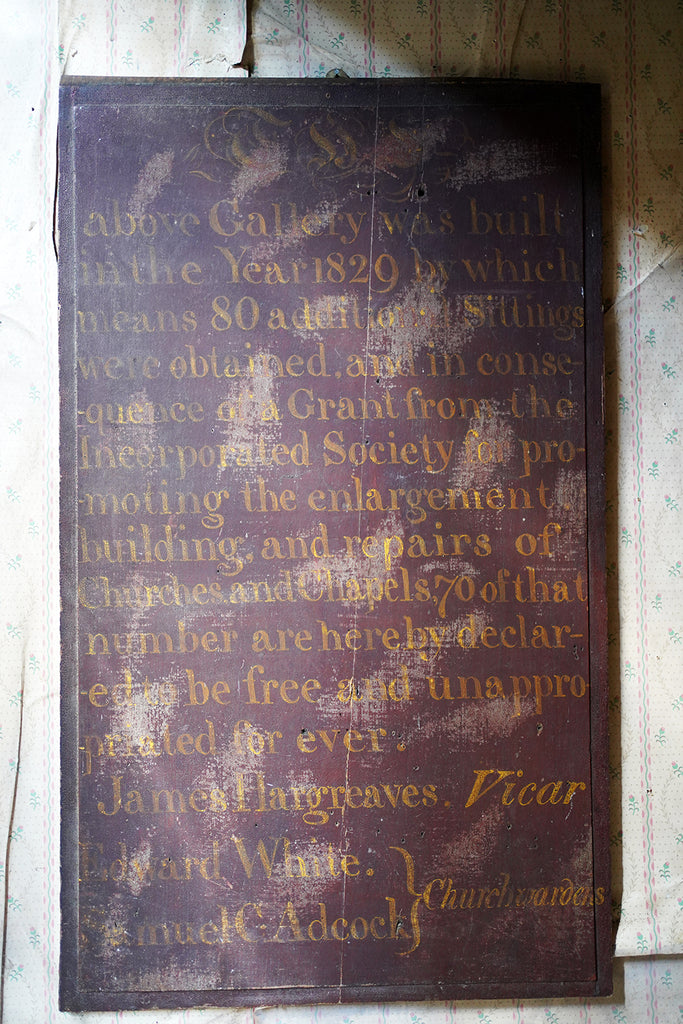 The
above Gallery was built
in the Year 1829 by which
means 80 additional Sittings
were obtained, and in conse-
-quence of a Grant from the
Incorporated Society for pro-
-moting the enlargement,
building, and repairs of
Churches and Chapels, 70 of that
number are hereby declar-
-ed to be free and unappro-
-priated for ever:
James Hargreaves. Vicar
Edward White.
Samuel C. Adcock } Churchwardens